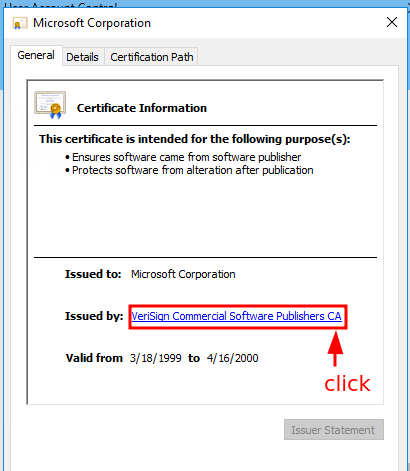 User Account Control
Microsoft Corporation
General Details Certification Path
Certificate Information
This certificate is intended for the following purpose(s):
• Ensures software came from software publisher
• Protects software from alteration after publication
Issued to: Microsoft Corporation
Issued by: VeriSign Commercial Software Publishers CA
Valid from 3/18/1999 to 4/16/2000
click
Issuer Statement